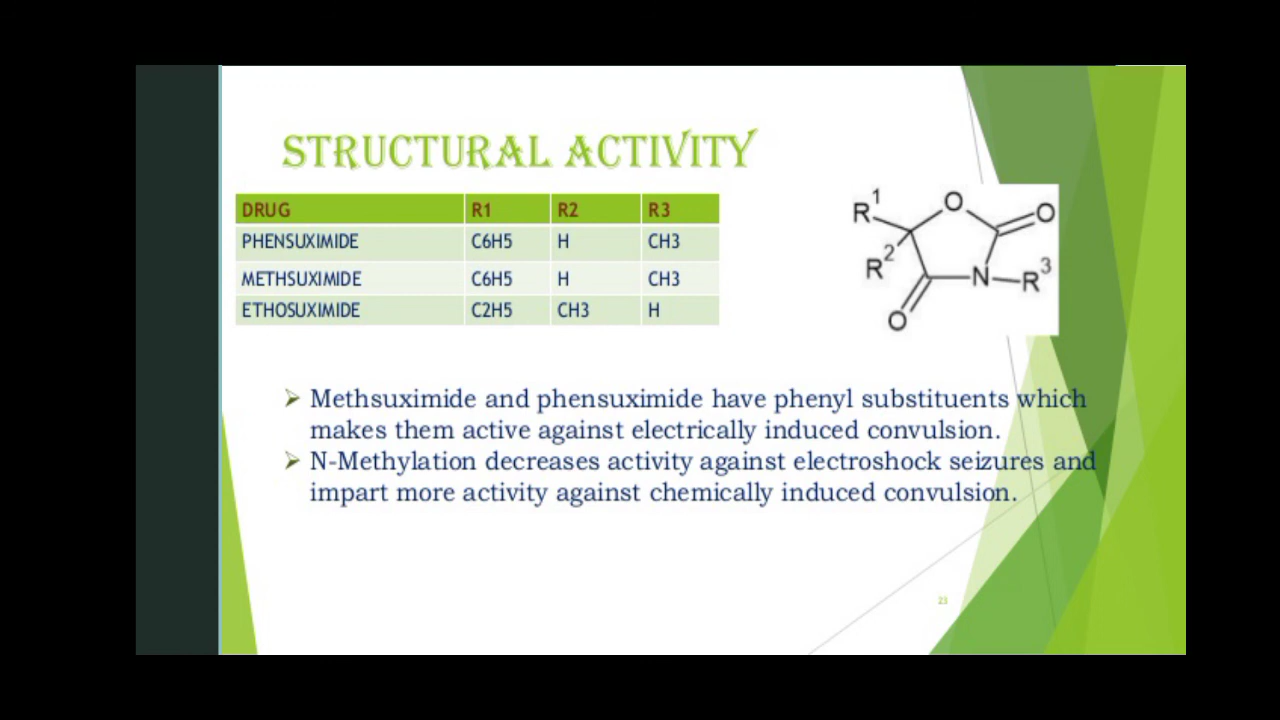 STRUCTURAL ACTIVITY
DRUG R1 R2 R3
PHENSUXIMIDE C6H5 H CH3
METHSUXIMIDE C6H5 H CH3
ETHOSUXIMIDE C2H5 CH3 H
R1 O O
R2 N R3
O
Methsuximide and phensuximide have phenyl substituents which
makes them active against electrically induced convulsion.
N-Methylation decreases activity against electroshock seizures and
impart more activity against chemically induced convulsion.
23